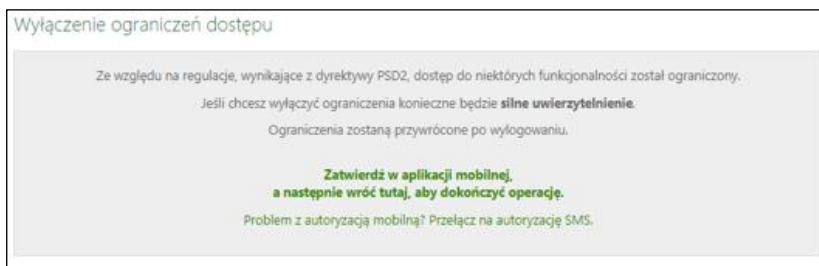 Wyłączenie ograniczeń dostępu
Ze względu na regulacje, wynikające z dyrektywy PSD2, dostęp do niektórych funkcjonalności został ograniczony.
Jeśli chcesz wyłączyć ograniczenia konieczne będzie silne uwierzytelnienie.
Ograniczenia zostaną przywrócone po wylogowaniu.
Zatwierdź w aplikacji mobilnej,
a następnie wróć tutaj, aby dokończyć operację.
Problem z autoryzacją mobilną? Przełącz na autoryzację SMS.